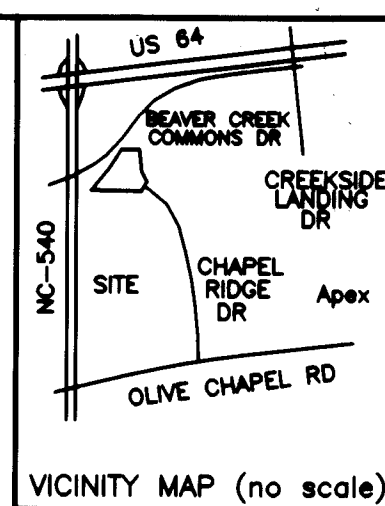 US 64
BEAVER CREEK
COMMONS DR
CREEKSIDE
LANDING
DR
NC-540
SITE
CHAPEL
RIDGE
DR
Apex
OLIVE CHAPEL RD
VICINITY MAP (no scale)